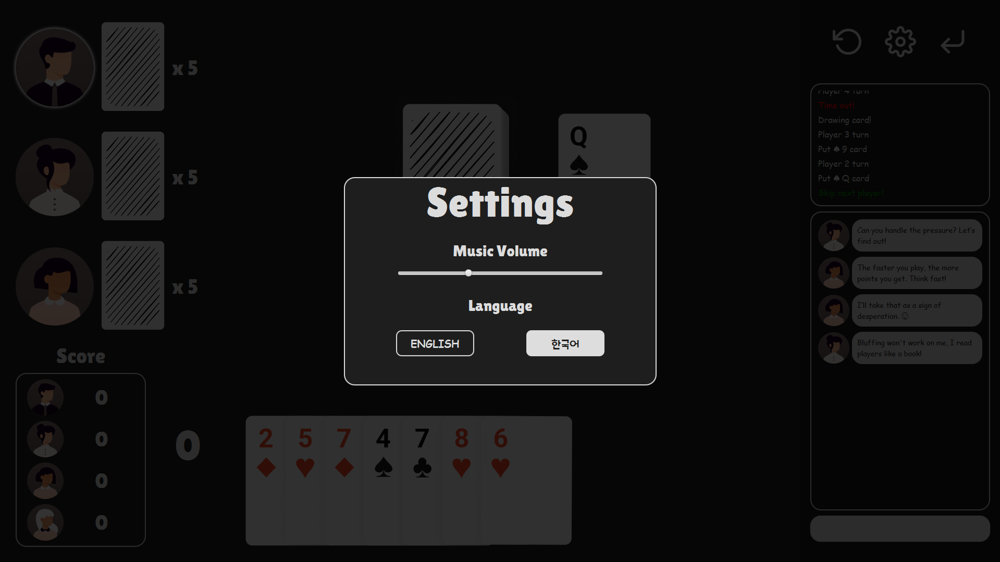 x 5
x 5
x 5
Score
0
0
0
0
0
Q
Settings
Music Volume
Language
ENGLISH
한국어
2
5
7
4
7
8
6
Player 4 turn
Time out!
Drawing card!
Player 3 turn
Put ♠ 9 card
Player 2 turn
Put ♠ Q card
Skip next player!
Can you handle the pressure? Let's
find out!
The faster you play, the more
points you get. Think fast!
I'll take that as a sign of
desperation. 😏
Bluffing won't work on me, I read
players like a book!